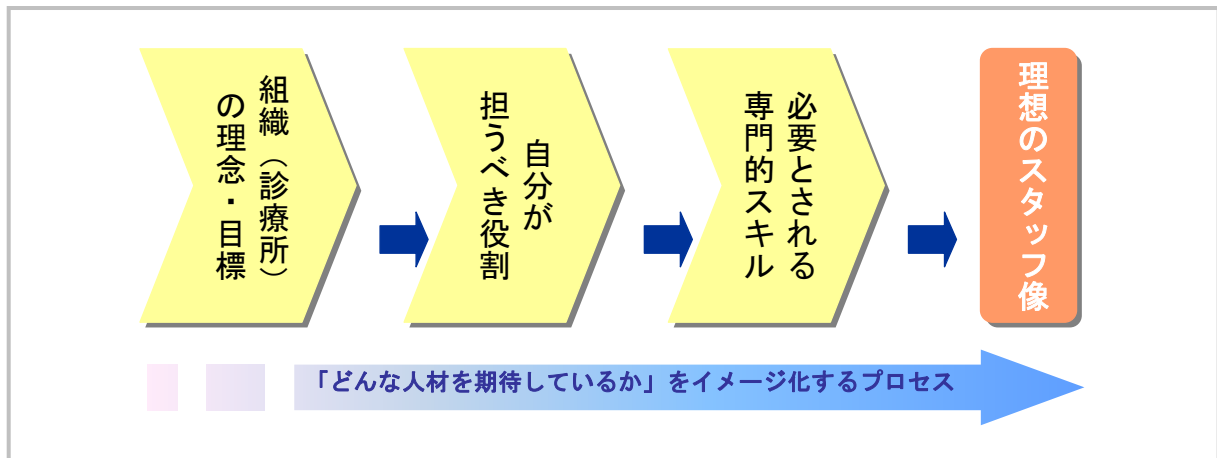 組織（診療所）
の理念・目標
自分が
担うべき役割
必要とされる
専門的スキル
理想のスタッフ像
「どんな人材を期待しているか」をイメージ化するプロセス